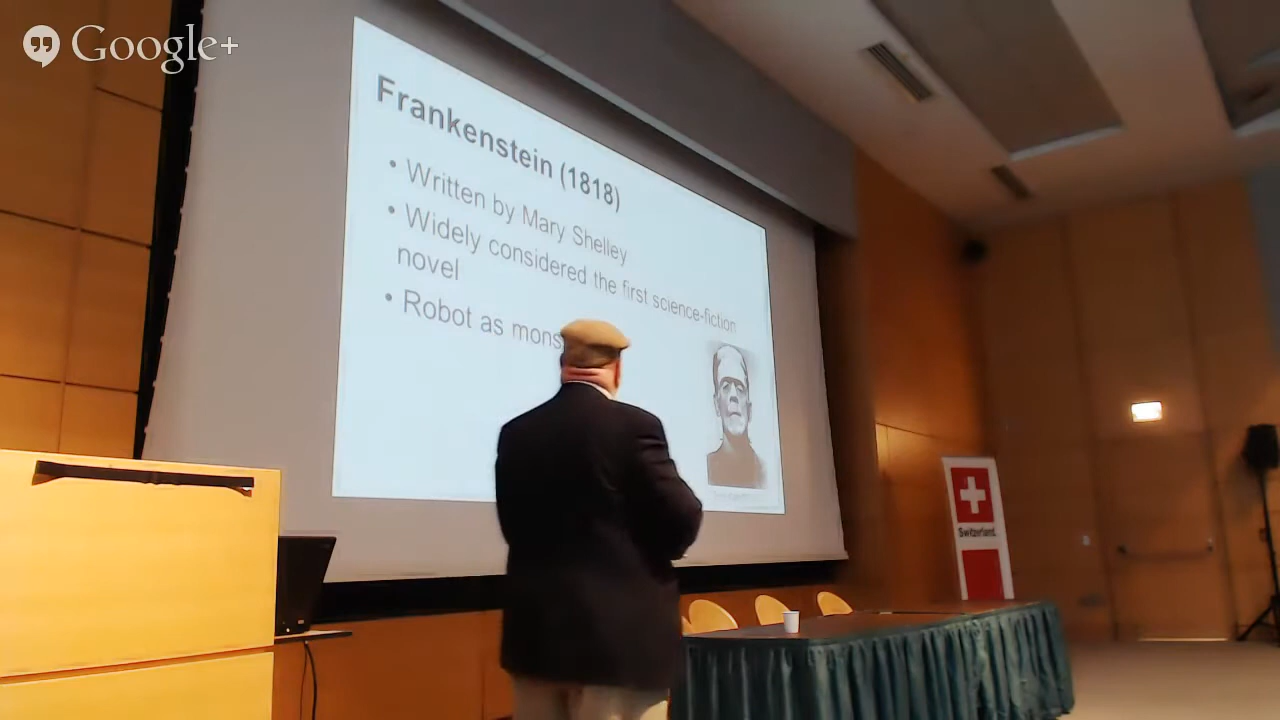 Google+
Frankenstein (1818)
• Written by Mary Shelley
• Widely considered the first science-fiction
novel
• Robot as mons
Switzerland.